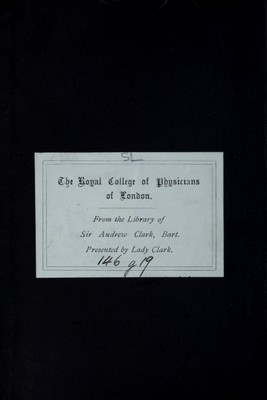 SL
The Royal College of Physicians
of London.
From the Library of
Sir Andrew Clark, Bart.
Presented by Lady Clark.
146 g 19